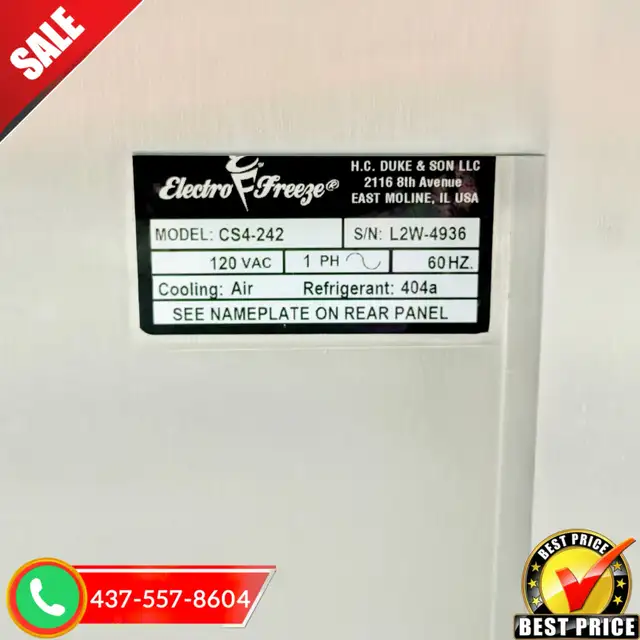 SALE
Electro Freeze®
H.C. DUKE & SON LLC
2116 8th Avenue
EAST MOLINE, IL USA
MODEL: CS4-242
S/N: L2W-4936
120 VAC
1 PH
60 HZ.
Cooling: Air
Refrigerant: 404a
SEE NAMEPLATE ON REAR PANEL
437-557-8604
BEST PRICE
BEST PRICE